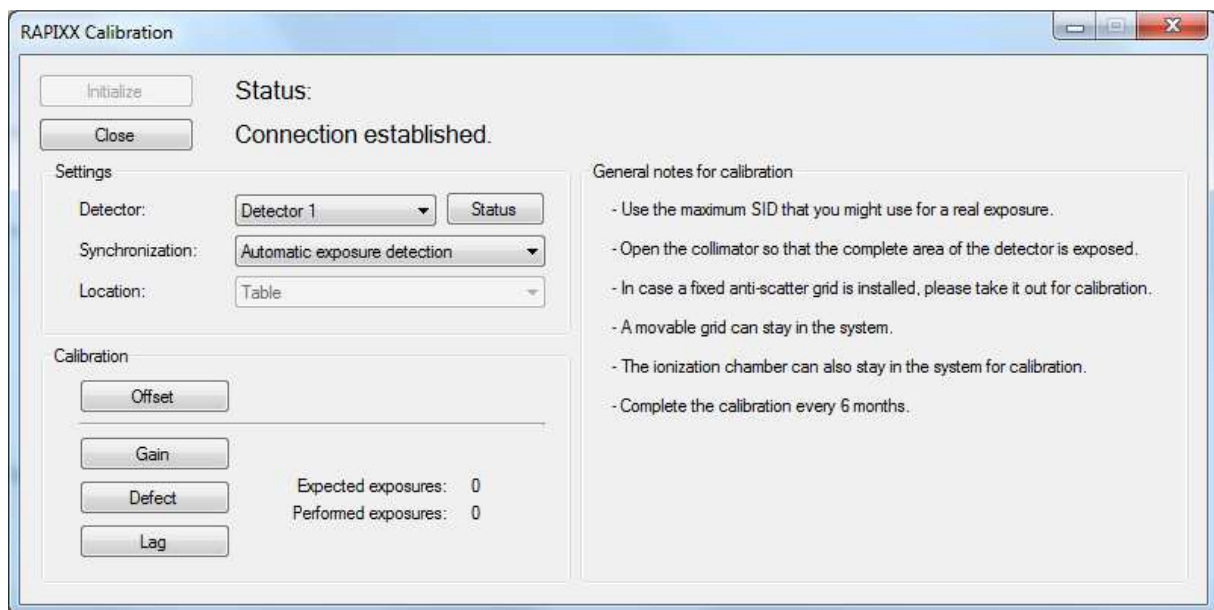 RAPIXX Calibration
Initialize
Status:
Close
Connection established.
Settings
Detector:
Detector 1
Status
Synchronization:
Automatic exposure detection
Location:
Table
Calibration
Offset
Gain
Defect
Lag
Expected exposures: 0
Performed exposures: 0
General notes for calibration
- Use the maximum SID that you might use for a real exposure.
- Open the collimator so that the complete area of the detector is exposed.
- In case a fixed anti-scatter grid is installed, please take it out for calibration.
- A movable grid can stay in the system.
- The ionization chamber can also stay in the system for calibration.
- Complete the calibration every 6 months.